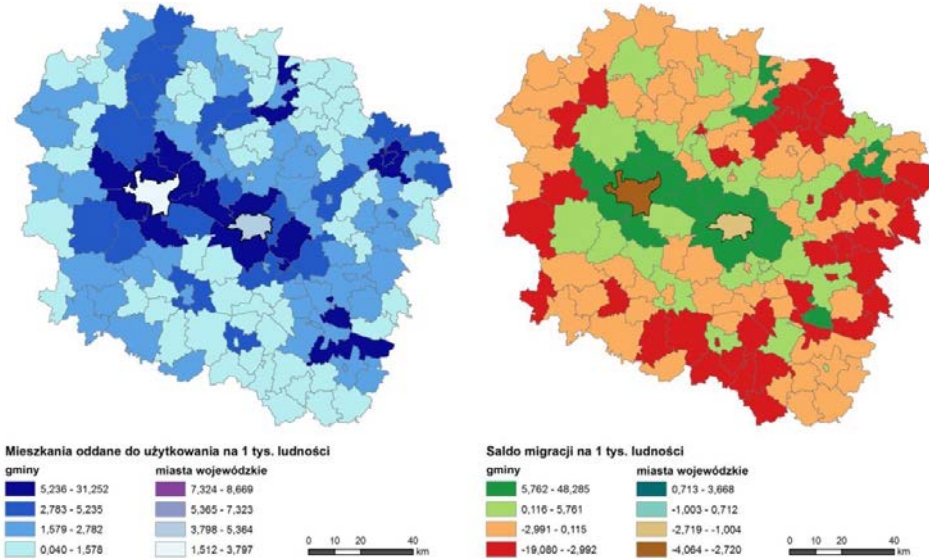 Mieszkania oddane do użytkowania na 1 tys. ludności
gminy
5,236 - 31,252
2,783 - 5,235
1,579 - 2,782
0,040 - 1,578
miasta wojewódzkie
7,324 - 8,669
5,365 - 7,323
3,798 - 5,364
1,512 - 3,797
0 10 20 40
km
Saldo migracji na 1 tys. ludności
gminy
5,762 - 48,285
0,116 - 5,761
-2,991 - 0,115
-19,080 - -2,992
miasta wojewódzkie
0,713 - 3,668
-1,003 - 0,712
-2,719 - -1,004
-4,064 - -2,720
0 10 20 40
km